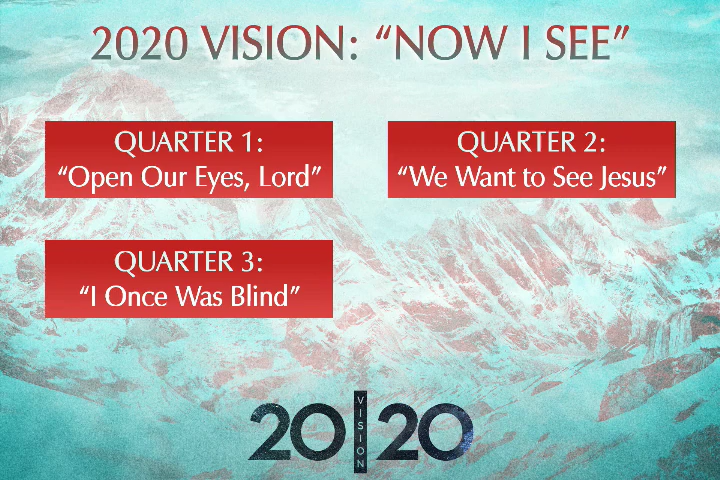 2020 VISION: “NOW I SEE”
QUARTER 1:
“Open Our Eyes, Lord”
QUARTER 2:
“We Want to See Jesus”
QUARTER 3:
“I Once Was Blind”
20 VISION 20